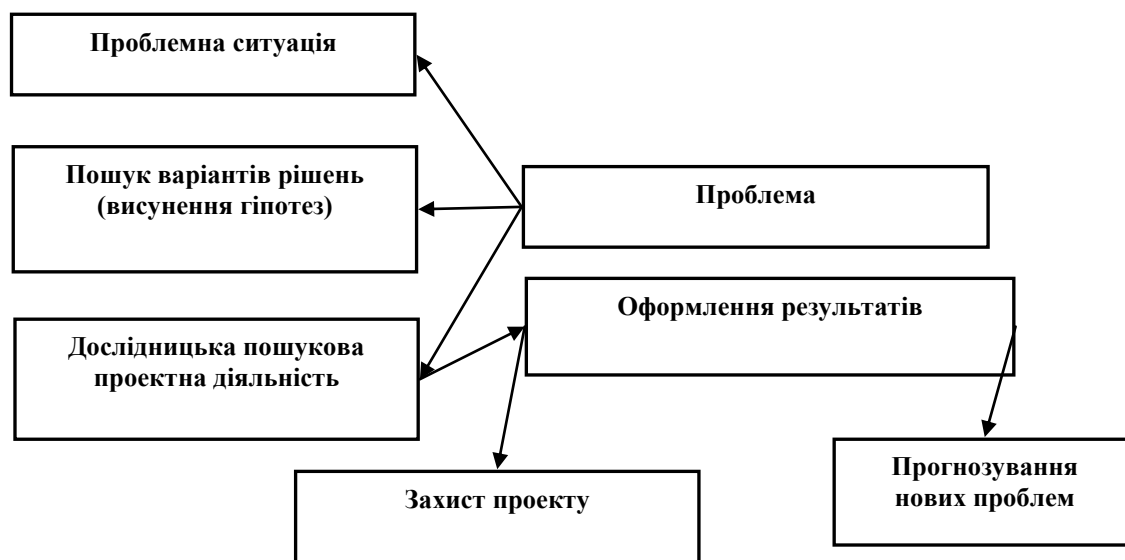 Проблемна ситуація
Пошук варіантів рішень
(висунення гіпотез)
Проблема
Оформлення результатів
Дослідницька пошукова
проектна діяльність
Захист проекту
Прогнозування
нових проблем